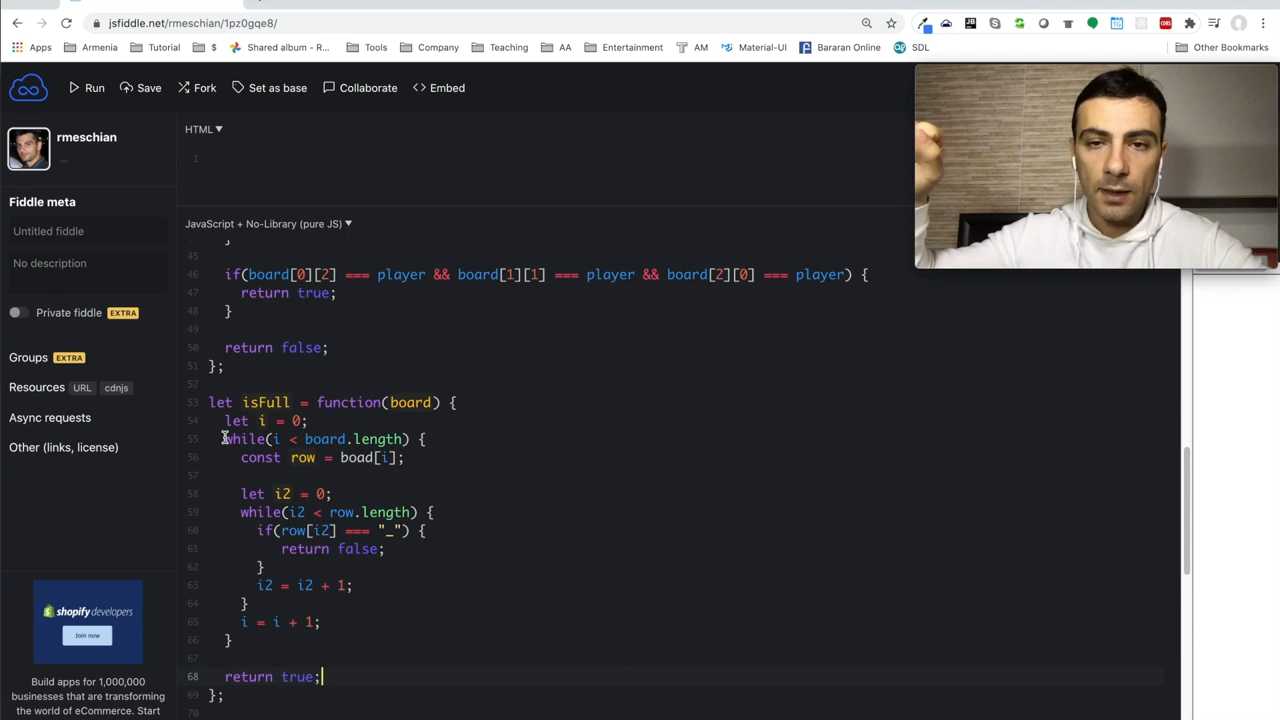 jsfiddle.net/rmeschian/1pz0gqe8/
Apps Armenia Tutorial $ Shared album - R... Tools Company Teaching AA Entertainment AM Material-UI Bararan Online SDL Other Bookmarks
Run Save Fork Set as base Collaborate Embed
rmeschian
...
Fiddle meta
Untitled fiddle
No description
Private fiddle EXTRA
Groups EXTRA
Resources URL cdnjs
Async requests
Other (links, license)
shopify developers
Join now
Build apps for 1,000,000
businesses that are transforming
the world of eCommerce. Start
HTML ▼
1
JavaScript + No-Library (pure JS) ▼
}
45
46 if(board[0][2] === player && board[1][1] === player && board[2][0] === player) {
47 return true;
48 }
49
50 return false;
51 };
52
53 let isFull = function(board) {
54 let i = 0;
55 while(i < board.length) {
56 const row = boad[i];
57
58 let i2 = 0;
59 while(i2 < row.length) {
60 if(row[i2] === "_") {
61 return false;
62 }
63 i2 = i2 + 1;
64 }
65 i = i + 1;
66 }
67
68 return true;
69 };
70